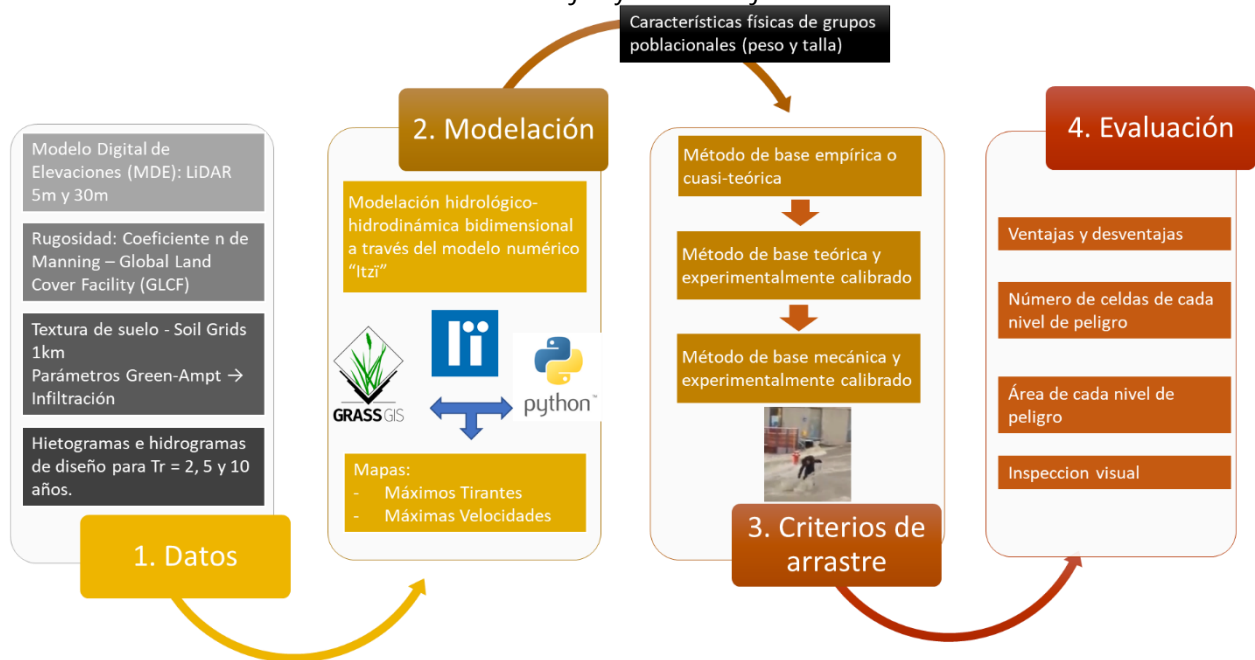 Características físicas de grupos
poblacionales (peso y talla)
Modelo Digital de
Elevaciones (MDE): LiDAR
5m y 30m
Rugosidad: Coeficiente n de
Manning – Global Land
Cover Facility (GLCF)
Textura de suelo - Soil Grids
1km
Parámetros Green-Ampt →
Infiltración
Hietogramas e hidrogramas
de diseño para Tr = 2, 5 y 10
años.
1. Datos
2. Modelación
Modelación hidrológico-
hidrodinámica bidimensional
a través del modelo numérico
“Itzï”
GRASS GIS
Iï
python™
Mapas:
- Máximos Tirantes
- Máximas Velocidades
Método de base empírica o
cuasi-teórica
Método de base teórica y
experimentalmente calibrado
Método de base mecánica y
experimentalmente calibrado
3. Criterios de
arrastre
4. Evaluación
Ventajas y desventajas
Número de celdas de cada
nivel de peligro
Área de cada nivel de
peligro
Inspeccion visual